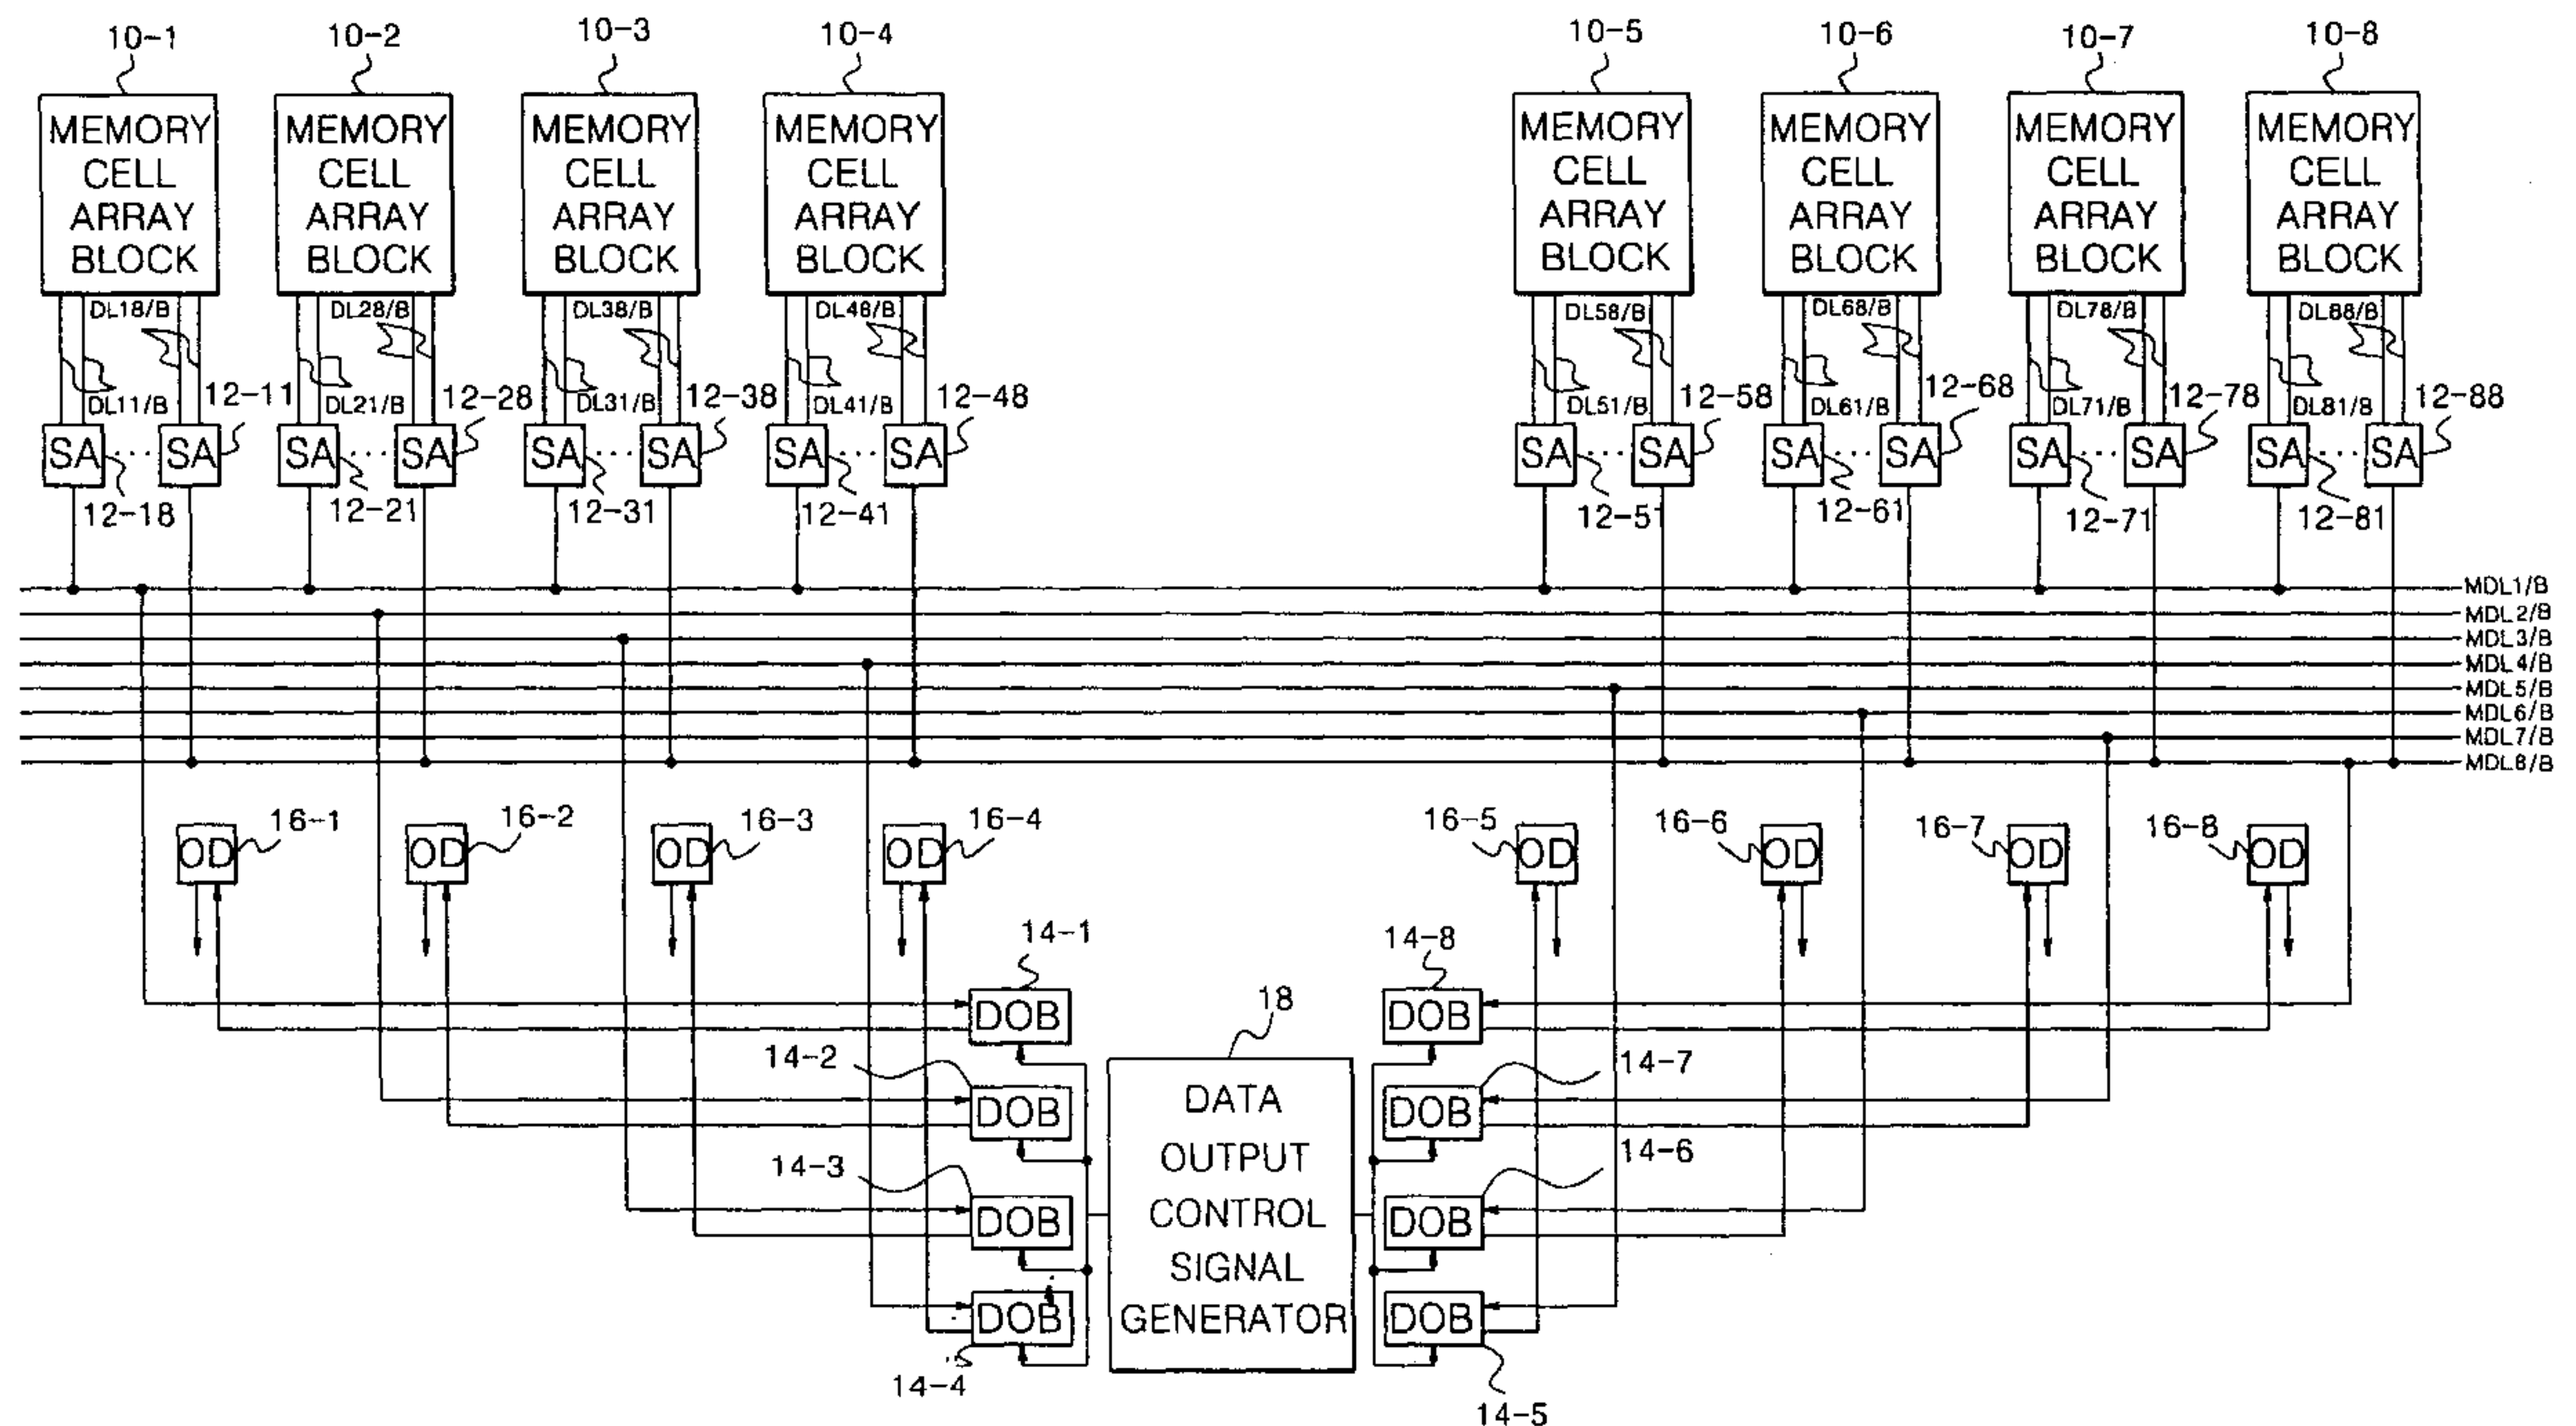 10-1 10-2 10-3 10-4 10-5 10-6 10-7 10-8
MEMORY MEMORY MEMORY MEMORY MEMORY MEMORY MEMORY MEMORY
CELL CELL CELL CELL CELL CELL CELL CELL
ARRAY ARRAY ARRAY ARRAY ARRAY ARRAY ARRAY ARRAY
BLOCK BLOCK BLOCK BLOCK BLOCK BLOCK BLOCK BLOCK
DL18/B DL28/B DL38/B DL48/B DL58/B DL68/B DL78/B DL88/B
DL11/B 12-11 DL21/B 12-28 DL31/B 12-38 DL41/B 12-48 DL51/B 12-58 DL61/B 12-68 DL71/B 12-78 DL81/B 12-88
SA ··· SA SA ··· SA SA ··· SA SA ··· SA SA ··· SA SA ··· SA SA ··· SA SA ··· SA
12-18 12-21 12-31 12-41 12-51 12-61 12-71 12-81
MDL1/B
MDL2/B
MDL3/B
MDL4/B
MDL5/B
MDL6/B
MDL7/B
MDL8/B
OD 16-1 OD 16-2 OD 16-3 OD 16-4 16-5 OD 16-6 OD 16-7 OD 16-8 OD
14-1 14-8
DOB 18 DOB
14-2 14-7
DOB DATA DOB
14-3 OUTPUT 14-6
DOB CONTROL DOB
SIGNAL
DOB GENERATOR DOB
14-4 14-5